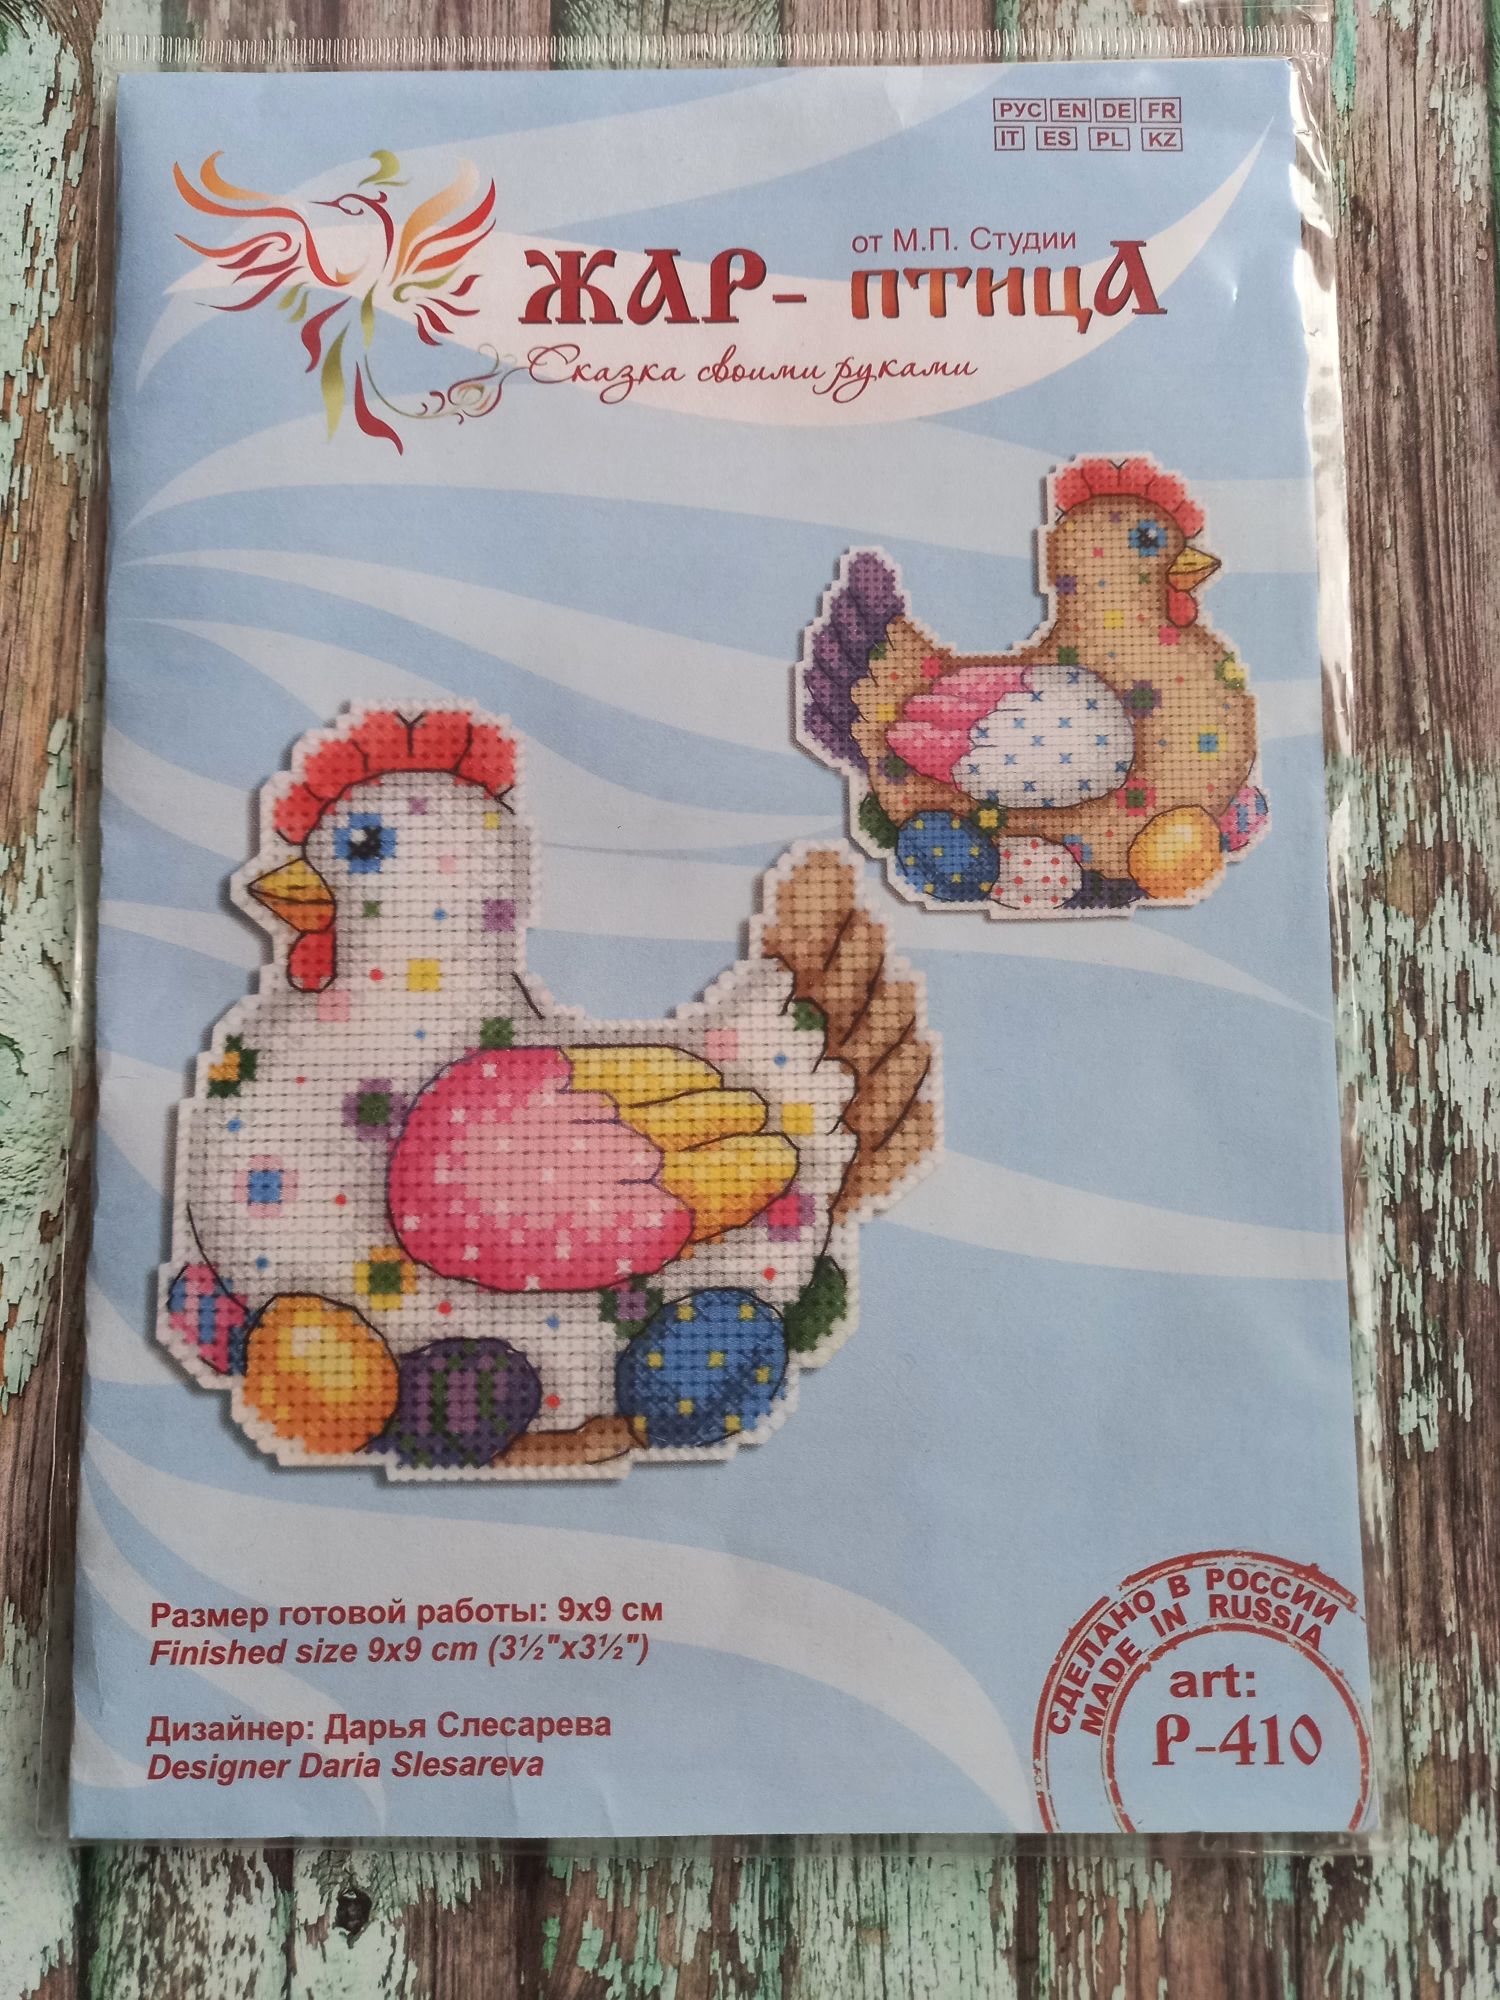 РУС EN DE FR
IT ES PL KZ
от М.П. Студии
ЖАР-ПТИЦА
Сказка своими руками
Размер готовой работы: 9х9 см
Finished size 9x9 cm (3½"x3½")
Дизайнер: Дарья Слесарева
Designer Daria Slesareva
СДЕЛАНО В РОССИИ
MADE IN RUSSIA
art:
P-410